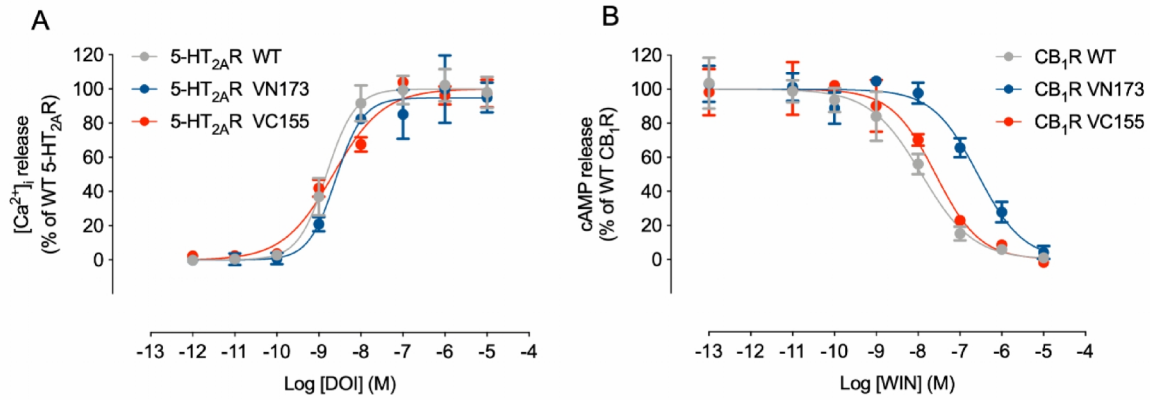 A
B
120
100
80
60
40
20
0
[Ca2+]i release
(% of WT 5-HT2AR)
5-HT2AR WT
5-HT2AR VN173
5-HT2AR VC155
-13 -12 -11 -10 -9 -8 -7 -6 -5 -4
Log [DOI] (M)
120
100
80
60
40
20
0
cAMP release
(% of WT CB1R)
CB1R WT
CB1R VN173
CB1R VC155
-13 -12 -11 -10 -9 -8 -7 -6 -5 -4
Log [WIN] (M)